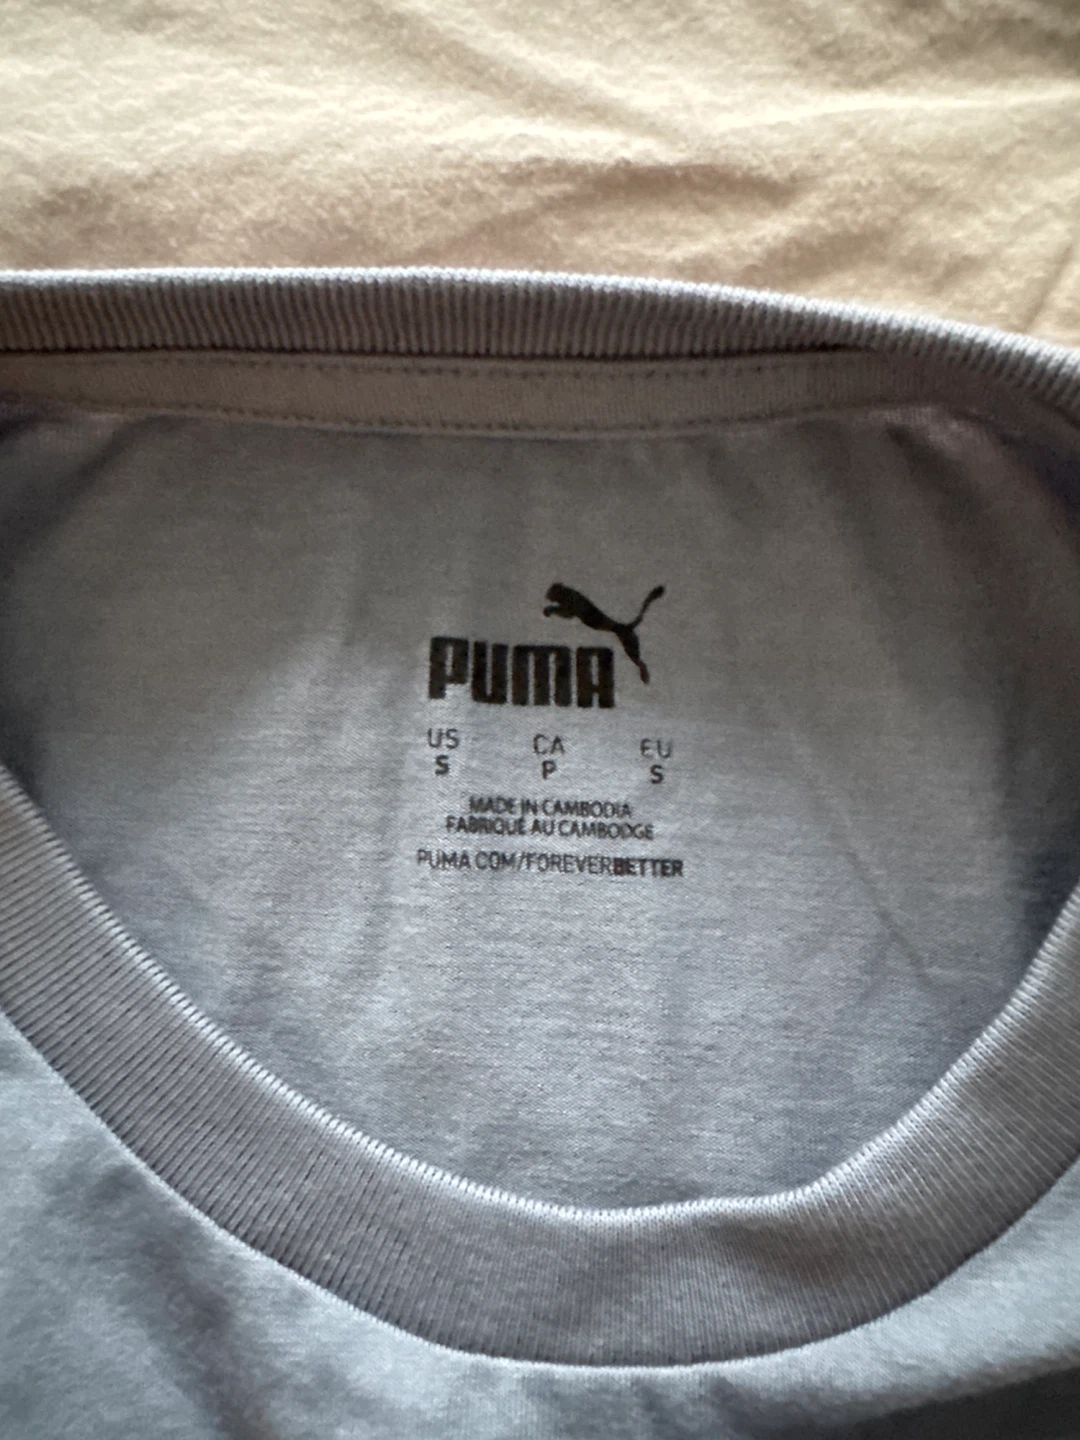 PUMA
US CA EU
S P S
MADE IN CAMBODIA
FABRIQUÉ AU CAMBODGE
PUMA.COM/FOREVERBETTER